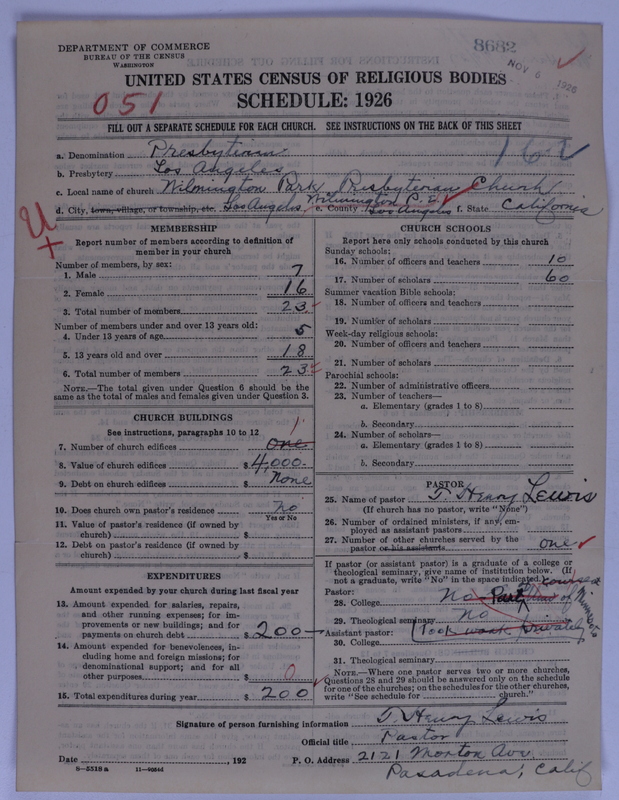 DEPARTMENT OF COMMERCE
BUREAU OF THE CENSUS
WASHINGTON
8682
NOV 6 1926
UNITED STATES CENSUS OF RELIGIOUS BODIES
051
SCHEDULE: 1926
FILL OUT A SEPARATE SCHEDULE FOR EACH CHURCH. SEE INSTRUCTIONS ON THE BACK OF THIS SHEET
a. Denomination Presbyterian
b. Presbytery Los Angeles
c. Local name of church Wilmington Park Presbyterian Church
d. City, town, village, or township, etc. Los Angeles, Wilmington e. County Los Angeles f. State California
MEMBERSHIP
Report number of members according to definition of
member in your church
Number of members, by sex:
1. Male 7
2. Female 16
3. Total number of members 23
Number of members under and over 13 years old:
4. Under 13 years of age 5
5. 13 years old and over 18
6. Total number of members 23
NOTE.—The total given under Question 6 should be
the same as the total of males and females given under Question 3.
CHURCH BUILDINGS
See instructions, paragraphs 10 to 12
1
7. Number of church edifices one
8. Value of church edifices $ 4,000
9. Debt on church edifices $ None
10. Does church own pastor's residence no
Yes or No
11. Value of pastor's residence (if owned by
church) $
12. Debt on pastor's residence (if owned by
church) $
EXPENDITURES
Amount expended by your church during last fiscal year
13. Amount expended for salaries, repairs,
and other running expenses; for im-
provements or new buildings; and for
payments on church debt $ 200
14. Amount expended for benevolences, in-
cluding home and foreign missions; for
denominational support; and for all
other purposes $ 0
15. Total expenditures during year $ 200
CHURCH SCHOOLS
Report here only schools conducted by this church
Sunday schools:
16. Number of officers and teachers 10
17. Number of scholars 60
Summer vacation Bible schools:
18. Number of officers and teachers
19. Number of scholars
Week-day religious schools:
20. Number of officers and teachers
21. Number of scholars
Parochial schools:
22. Number of administrative officers
23. Number of teachers—
a. Elementary (grades 1 to 8)
b. Secondary
24. Number of scholars—
a. Elementary (grades 1 to 8)
b. Secondary
PASTOR
25. Name of pastor T. Henry Lewis
(If church has no pastor, write "None")
26. Number of ordained ministers, if any, em-
ployed as assistant pastors
27. Number of other churches served by the
pastor or his assistants one
If pastor (or assistant pastor) is a graduate of a college or
theological seminary, give name of institution below. (If
not a graduate, write "No" in the space indicated.)
Pastor:
28. College No Part of
29. Theological seminary No
Assistant pastor: (Took work privately
30. College
31. Theological seminary
NOTE.—Where one pastor serves two or more churches,
Questions 28 and 29 should be answered only on the schedule
for one of the churches; on the schedules for the other churches,
write "See schedule for church."
Signature of person furnishing information T. Henry Lewis
Official title Pastor
Date , 192 P. O. Address 2121 Morton Ave
8—5518a 11—9054d Pasadena, Calif